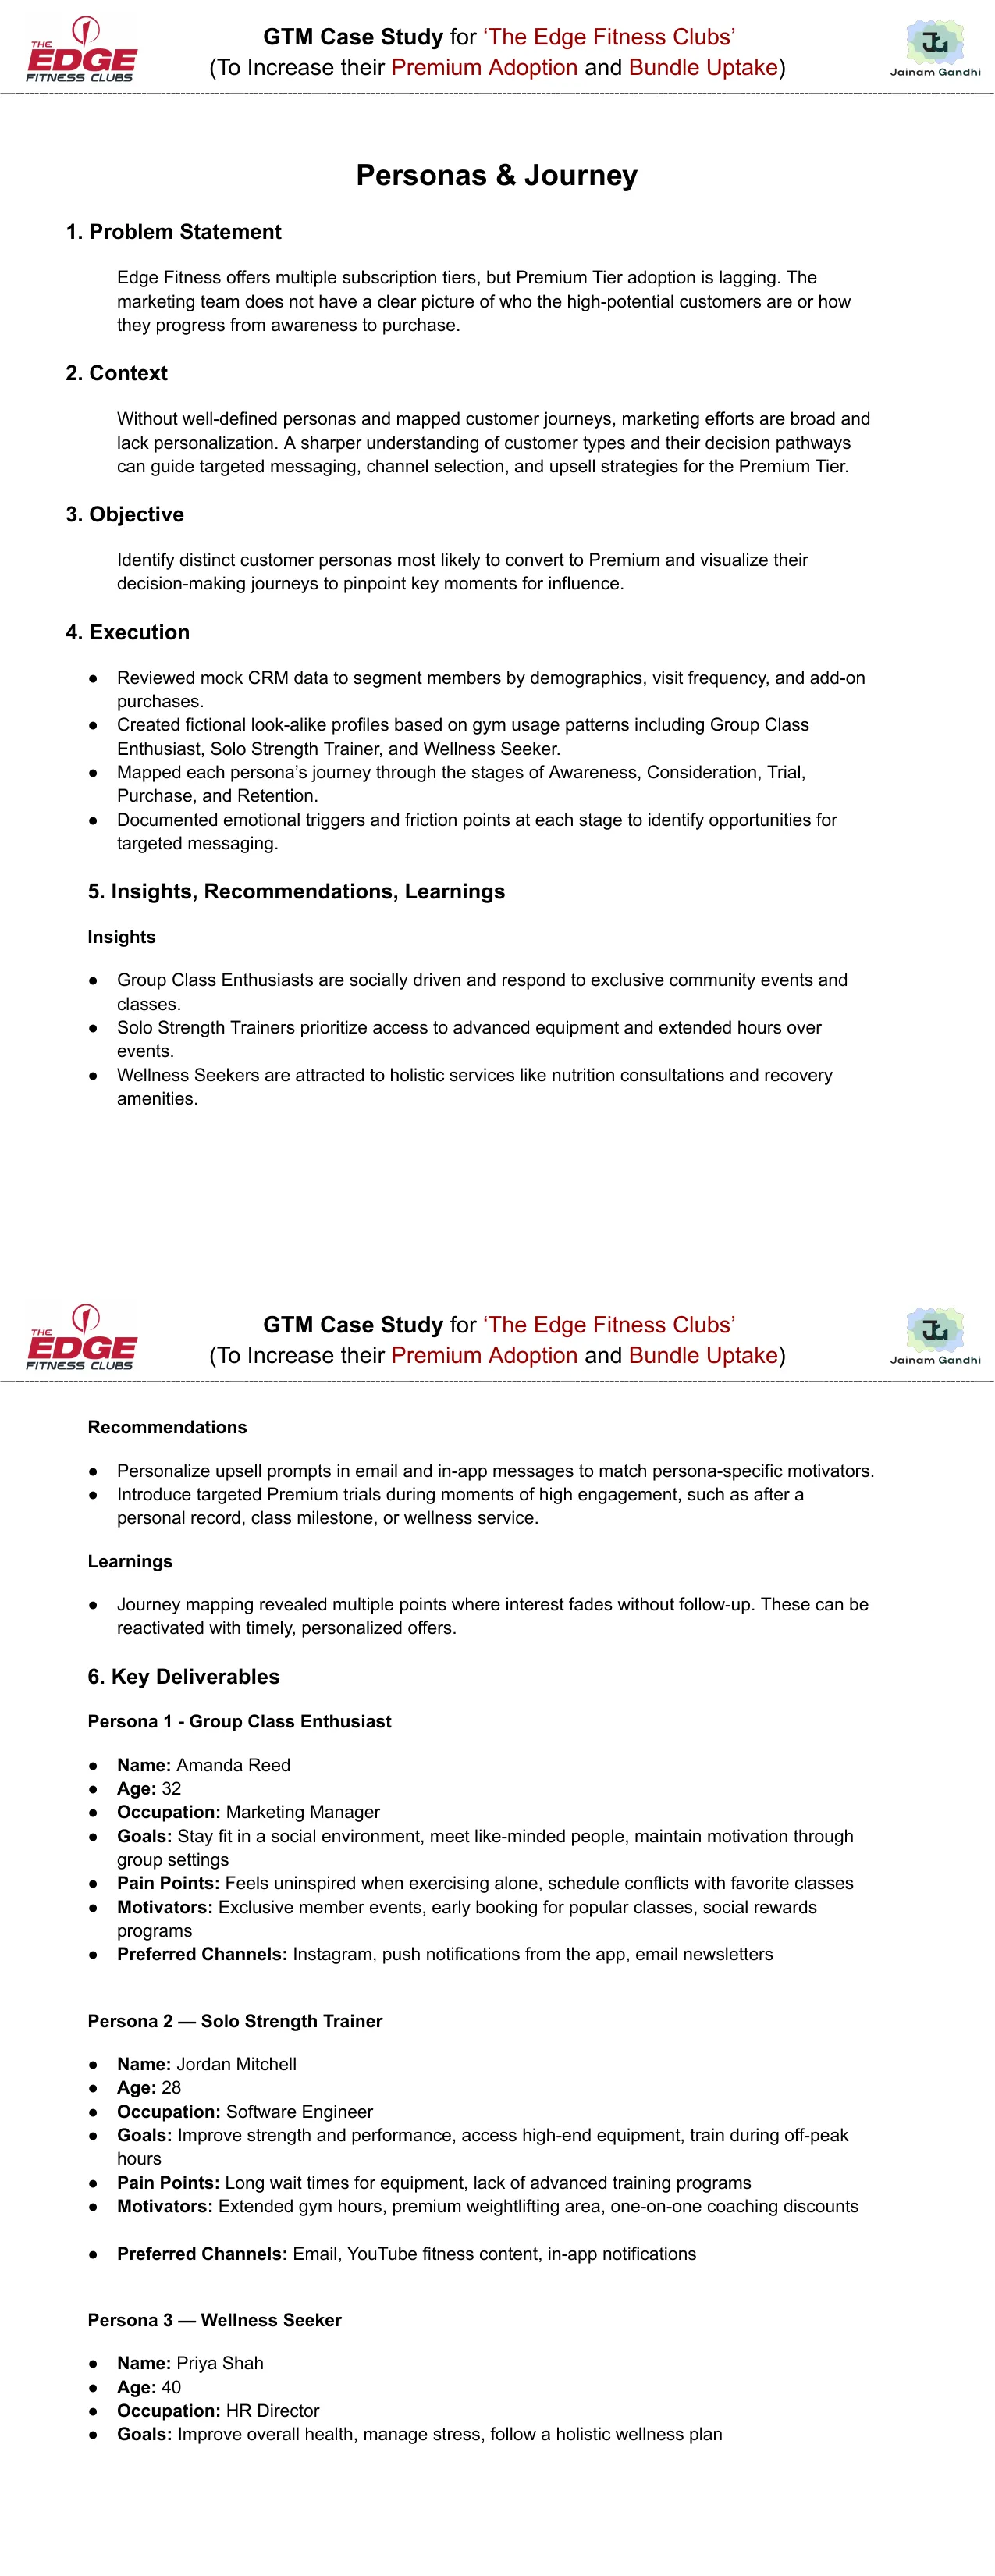 THE
EDGE
FITNESS CLUBS
GTM Case Study for ‘The Edge Fitness Clubs’
(To Increase their Premium Adoption and Bundle Uptake)
JG
Jainam Gandhi
Personas & Journey
1. Problem Statement
Edge Fitness offers multiple subscription tiers, but Premium Tier adoption is lagging. The
marketing team does not have a clear picture of who the high-potential customers are or how
they progress from awareness to purchase.
2. Context
Without well-defined personas and mapped customer journeys, marketing efforts are broad and
lack personalization. A sharper understanding of customer types and their decision pathways
can guide targeted messaging, channel selection, and upsell strategies for the Premium Tier.
3. Objective
Identify distinct customer personas most likely to convert to Premium and visualize their
decision-making journeys to pinpoint key moments for influence.
4. Execution
● Reviewed mock CRM data to segment members by demographics, visit frequency, and add-on
purchases.
● Created fictional look-alike profiles based on gym usage patterns including Group Class
Enthusiast, Solo Strength Trainer, and Wellness Seeker.
● Mapped each persona’s journey through the stages of Awareness, Consideration, Trial,
Purchase, and Retention.
● Documented emotional triggers and friction points at each stage to identify opportunities for
targeted messaging.
5. Insights, Recommendations, Learnings
Insights
● Group Class Enthusiasts are socially driven and respond to exclusive community events and
classes.
● Solo Strength Trainers prioritize access to advanced equipment and extended hours over
events.
● Wellness Seekers are attracted to holistic services like nutrition consultations and recovery
amenities.
THE
EDGE
FITNESS CLUBS
GTM Case Study for ‘The Edge Fitness Clubs’
(To Increase their Premium Adoption and Bundle Uptake)
JG
Jainam Gandhi
Recommendations
● Personalize upsell prompts in email and in-app messages to match persona-specific motivators.
● Introduce targeted Premium trials during moments of high engagement, such as after a
personal record, class milestone, or wellness service.
Learnings
● Journey mapping revealed multiple points where interest fades without follow-up. These can be
reactivated with timely, personalized offers.
6. Key Deliverables
Persona 1 - Group Class Enthusiast
● Name: Amanda Reed
● Age: 32
● Occupation: Marketing Manager
● Goals: Stay fit in a social environment, meet like-minded people, maintain motivation through
group settings
● Pain Points: Feels uninspired when exercising alone, schedule conflicts with favorite classes
● Motivators: Exclusive member events, early booking for popular classes, social rewards
programs
● Preferred Channels: Instagram, push notifications from the app, email newsletters
Persona 2 — Solo Strength Trainer
● Name: Jordan Mitchell
● Age: 28
● Occupation: Software Engineer
● Goals: Improve strength and performance, access high-end equipment, train during off-peak
hours
● Pain Points: Long wait times for equipment, lack of advanced training programs
● Motivators: Extended gym hours, premium weightlifting area, one-on-one coaching discounts
● Preferred Channels: Email, YouTube fitness content, in-app notifications
Persona 3 — Wellness Seeker
● Name: Priya Shah
● Age: 40
● Occupation: HR Director
● Goals: Improve overall health, manage stress, follow a holistic wellness plan